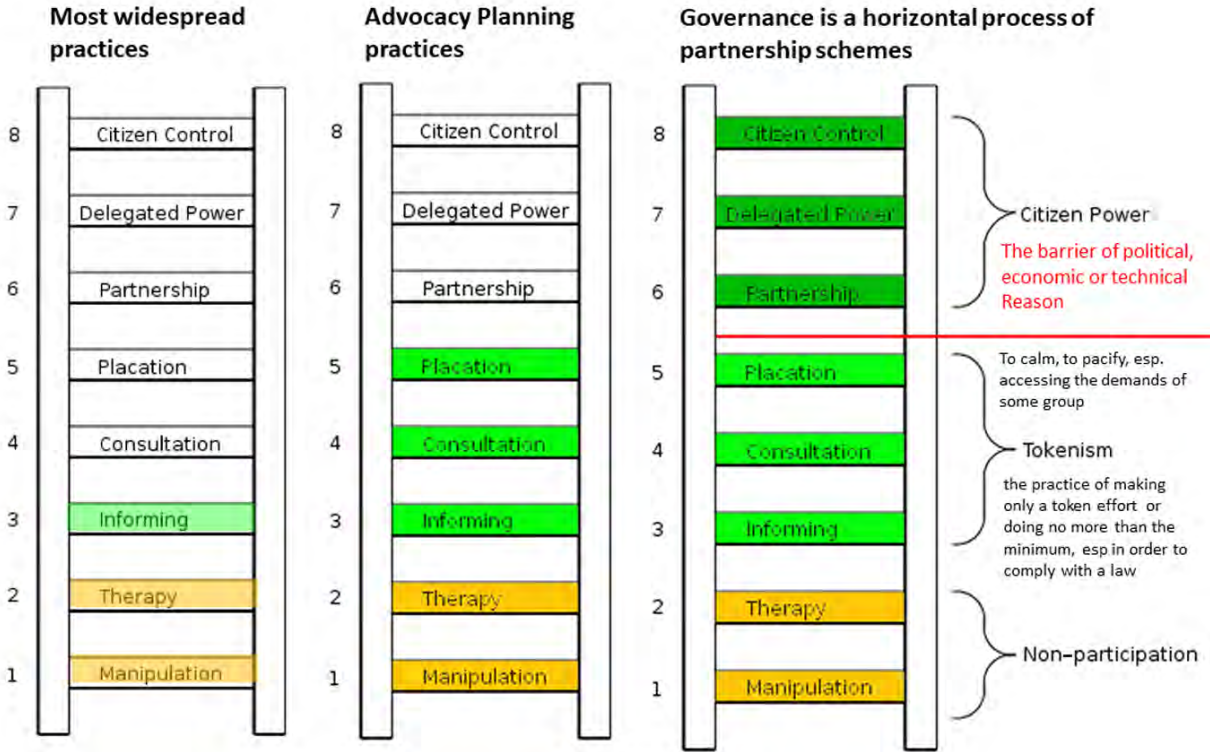 Most widespread
practices
8
Citizen Control
7
Delegated Power
6
Partnership
5
Placation
4
Consultation
3
Informing
2
Therapy
1
Manipulation
Advocacy Planning
practices
8
Citizen Control
7
Delegated Power
6
Partnership
5
Placation
4
Consultation
3
Informing
2
Therapy
1
Manipulation
Governance is a horizontal process of
partnership schemes
8
Citizen Control
7
Delegated Power
6
Partnership
5
Placation
4
Consultation
3
Informing
2
Therapy
1
Manipulation
Citizen Power
The barrier of political,
economic or technical
Reason
To calm, to pacify, esp.
accessing the demands of
some group
Tokenism
the practice of making
only a token effort or
doing no more than the
minimum, esp in order to
comply with a law
Non-participation